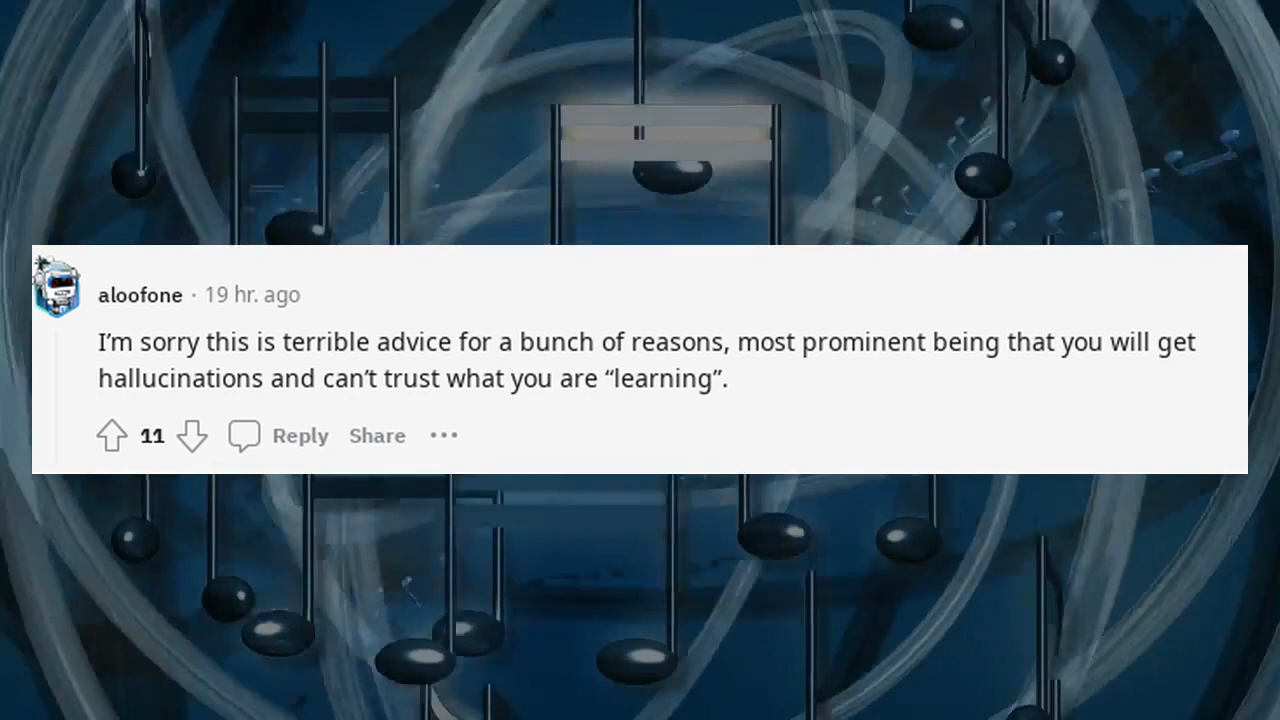 aloofone · 19 hr. ago
I’m sorry this is terrible advice for a bunch of reasons, most prominent being that you will get
hallucinations and can’t trust what you are “learning”.
11 Reply Share ···